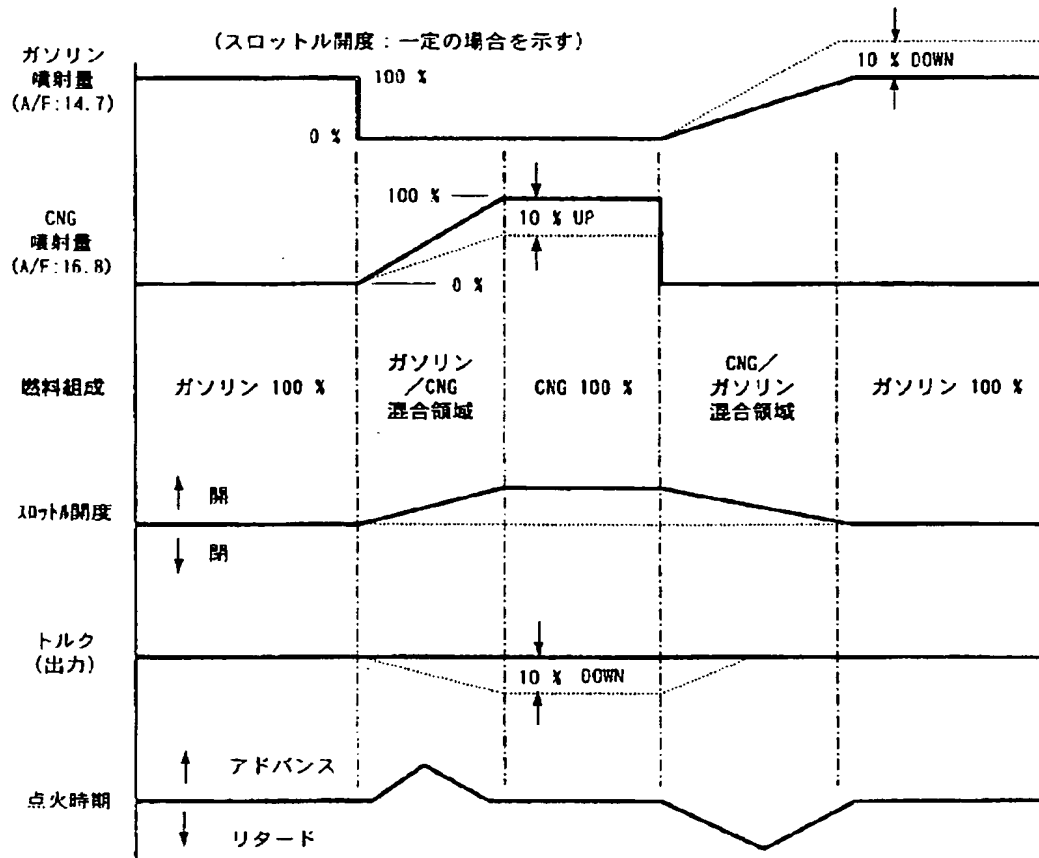 (スロットル開度：一定の場合を示す)
ガソリン
噴射量
(A/F:14.7)
100 %
0 %
10 % DOWN
CNG
噴射量
(A/F:16.8)
100 %
10 % UP
0 %
燃料組成
ガソリン 100 %
ガソリン
／CNG
混合領域
CNG 100 %
CNG／
ガソリン
混合領域
ガソリン 100 %
スロットル開度
開
閉
トルク
(出力)
10 % DOWN
点火時期
アドバンス
リタード